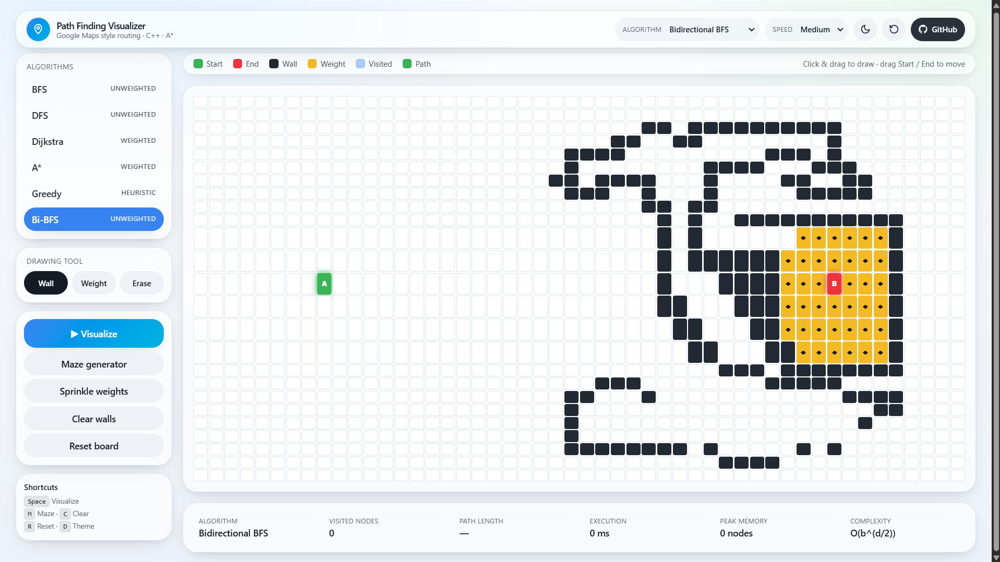 Path Finding Visualizer
Google Maps style routing · C++ · A*
ALGORITHM Bidirectional BFS
SPEED Medium
GitHub
ALGORITHMS
BFS UNWEIGHTED
DFS UNWEIGHTED
Dijkstra WEIGHTED
A* WEIGHTED
Greedy HEURISTIC
Bi-BFS UNWEIGHTED
DRAWING TOOL
Wall Weight Erase
Visualize
Maze generator
Sprinkle weights
Clear walls
Reset board
Shortcuts
Space Visualize
M Maze · C Clear
R Reset · D Theme
Start End Wall Weight Visited Path
Click & drag to draw · drag Start / End to move
A
B
ALGORITHM
Bidirectional BFS
VISITED NODES
0
PATH LENGTH
—
EXECUTION
0 ms
PEAK MEMORY
0 nodes
COMPLEXITY
O(b^(d/2))